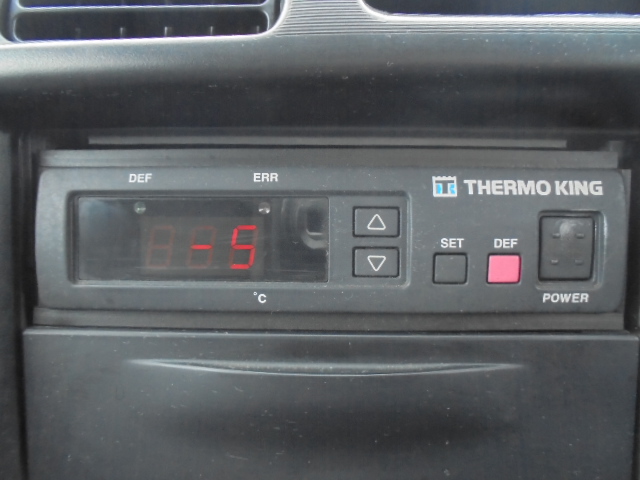 DEF ERR
THERMO KING
-5
SET DEF
°C
POWER